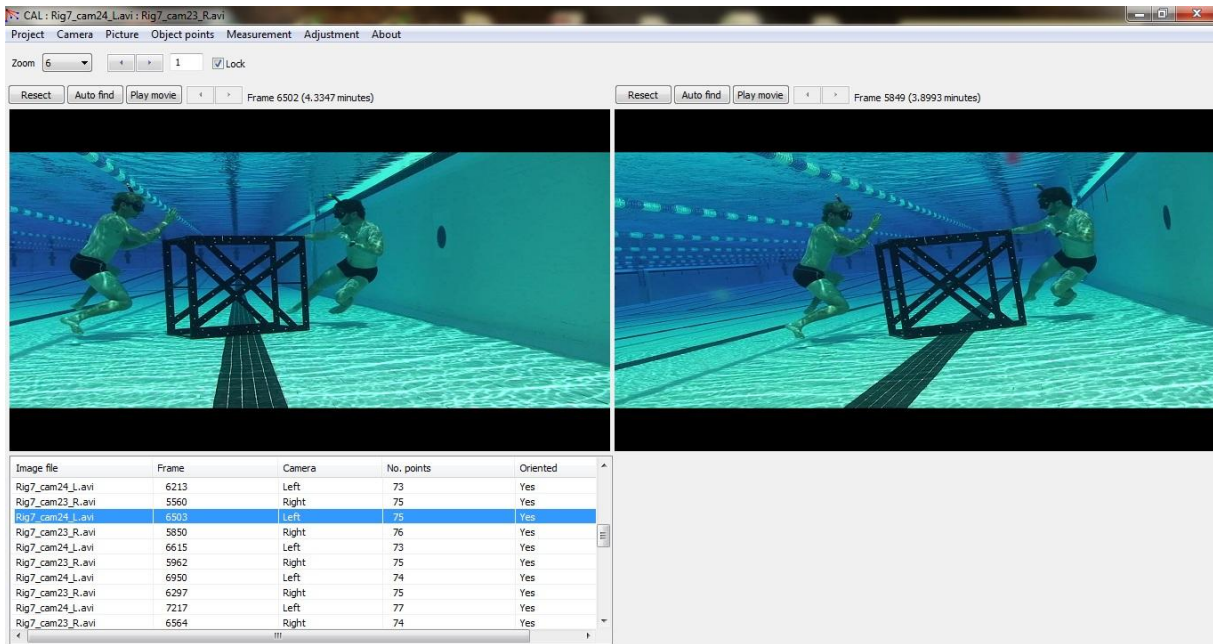 CAL : Rig7_cam24_L.avi : Rig7_cam23_R.avi
Project Camera Picture Object points Measurement Adjustment About
Zoom 6 1 Lock
Resect Auto find Play movie Frame 6502 (4.3347 minutes)
Resect Auto find Play movie Frame 5849 (3.8993 minutes)
Image file Frame Camera No. points Oriented
Rig7_cam24_L.avi 6213 Left 73 Yes
Rig7_cam23_R.avi 5560 Right 75 Yes
Rig7_cam24_L.avi 6503 Left 75 Yes
Rig7_cam23_R.avi 5850 Right 76 Yes
Rig7_cam24_L.avi 6615 Left 73 Yes
Rig7_cam23_R.avi 5962 Right 75 Yes
Rig7_cam24_L.avi 6950 Left 74 Yes
Rig7_cam23_R.avi 6297 Right 75 Yes
Rig7_cam24_L.avi 7217 Left 77 Yes
Rig7_cam23_R.avi 6564 Right 74 Yes